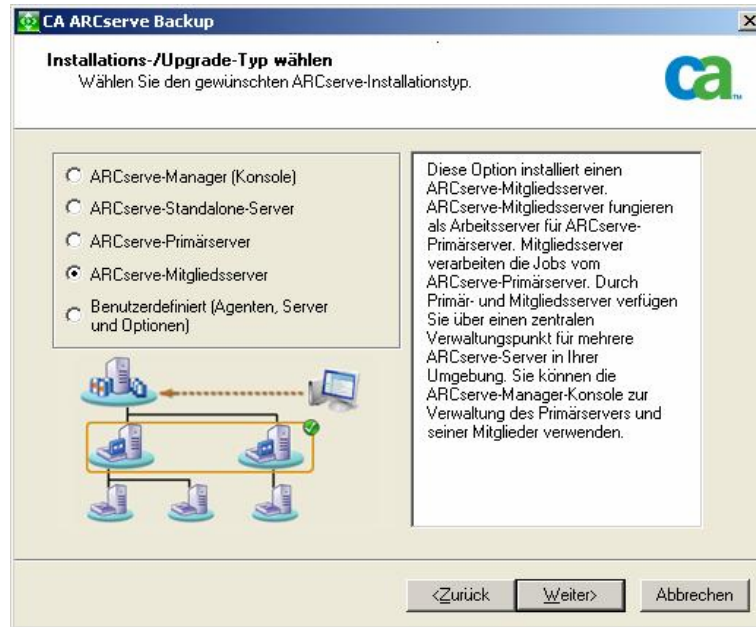 CA ARCserve Backup
Installations-/Upgrade-Typ wählen
Wählen Sie den gewünschten ARCserve-Installationstyp.
ca
ARCserve-Manager (Konsole)
ARCserve-Standalone-Server
ARCserve-Primärserver
ARCserve-Mitgliedsserver
Benutzerdefiniert (Agenten, Server
und Optionen)
Diese Option installiert einen
ARCserve-Mitgliedsserver.
ARCserve-Mitgliedsserver fungieren
als Arbeitsserver für ARCserve-
Primärserver. Mitgliedsserver
verarbeiten die Jobs vom
ARCserve-Primärserver. Durch
Primär- und Mitgliedsserver verfügen
Sie über einen zentralen
Verwaltungspunkt für mehrere
ARCserve-Server in Ihrer
Umgebung. Sie können die
ARCserve-Manager-Konsole zur
Verwaltung des Primärservers und
seiner Mitglieder verwenden.
<Zurück
Weiter>
Abbrechen